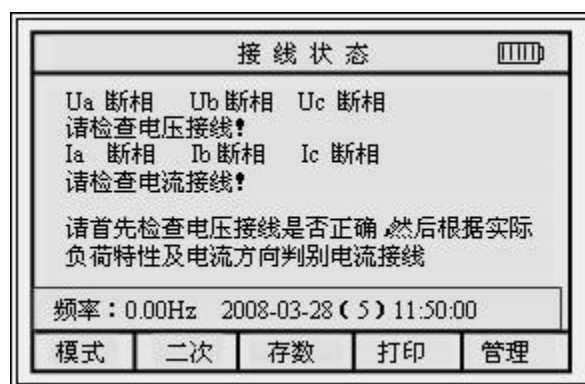 接线状态
Ua 断相 Ub 断相 Uc 断相
请检查电压接线!
Ia 断相 Ib 断相 Ic 断相
请检查电流接线!
请首先检查电压接线是否正确,然后根据实际
负荷特性及电流方向判别电流接线
频率:0.00Hz 2008-03-28(5)11:50:00
模式 二次 存数 打印 管理